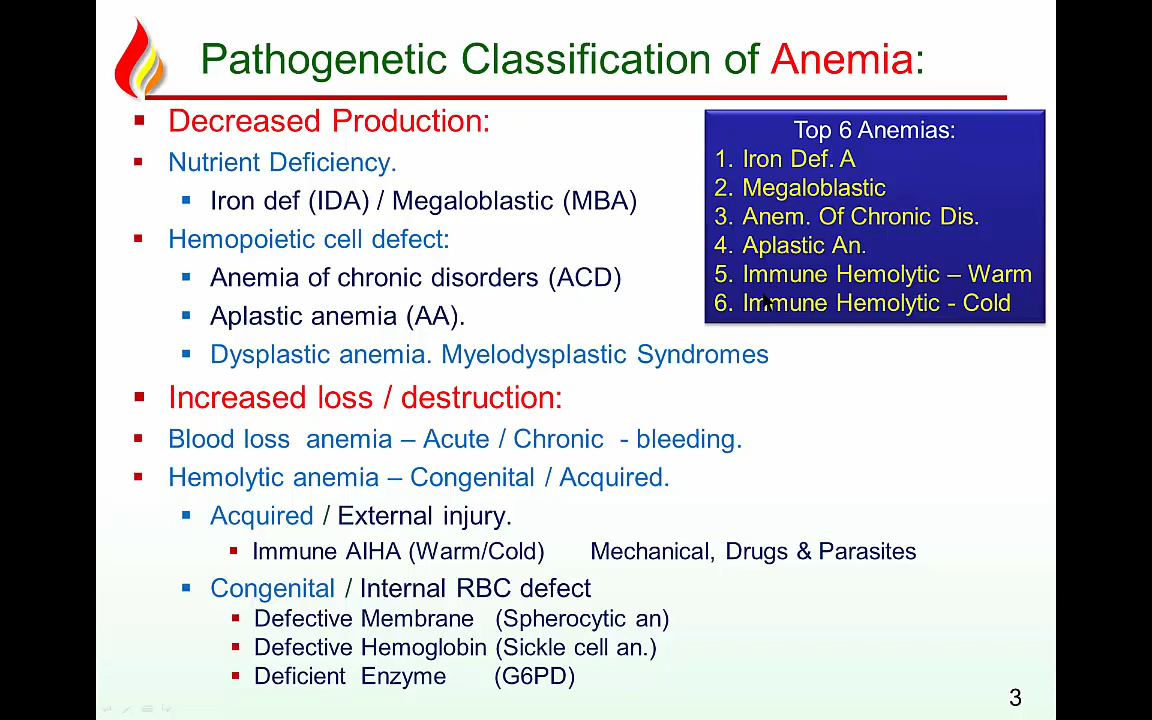 Pathogenetic Classification of Anemia:
Decreased Production:
Nutrient Deficiency.
Iron def (IDA) / Megaloblastic (MBA)
Hemopoietic cell defect:
Anemia of chronic disorders (ACD)
Aplastic anemia (AA).
Dysplastic anemia. Myelodysplastic Syndromes
Increased loss / destruction:
Blood loss anemia – Acute / Chronic - bleeding.
Hemolytic anemia – Congenital / Acquired.
Acquired / External injury.
Immune AIHA (Warm/Cold) Mechanical, Drugs & Parasites
Congenital / Internal RBC defect
Defective Membrane (Spherocytic an)
Defective Hemoglobin (Sickle cell an.)
Deficient Enzyme (G6PD)
Top 6 Anemias:
1. Iron Def. A
2. Megaloblastic
3. Anem. Of Chronic Dis.
4. Aplastic An.
5. Immune Hemolytic – Warm
6. Immune Hemolytic - Cold
3